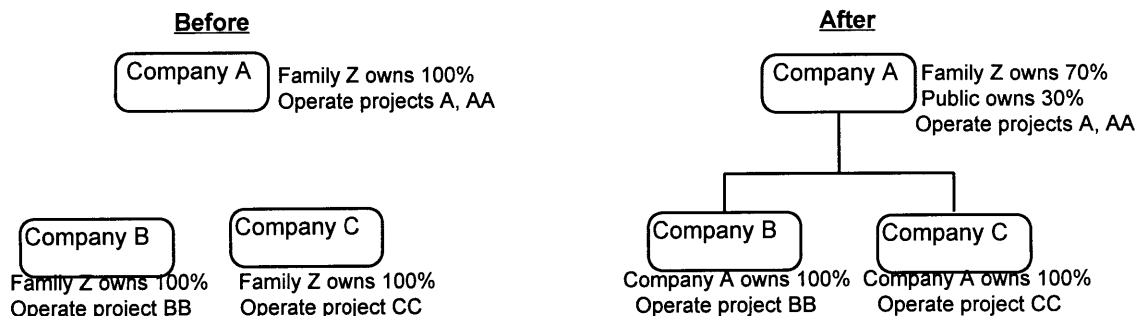 Before
Company A
Family Z owns 100%
Operate projects A, AA
Company B
Family Z owns 100%
Operate project BB
Company C
Family Z owns 100%
Operate project CC
After
Company A
Family Z owns 70%
Public owns 30%
Operate projects A, AA
Company B
Company A owns 100%
Operate project BB
Company C
Company A owns 100%
Operate project CC